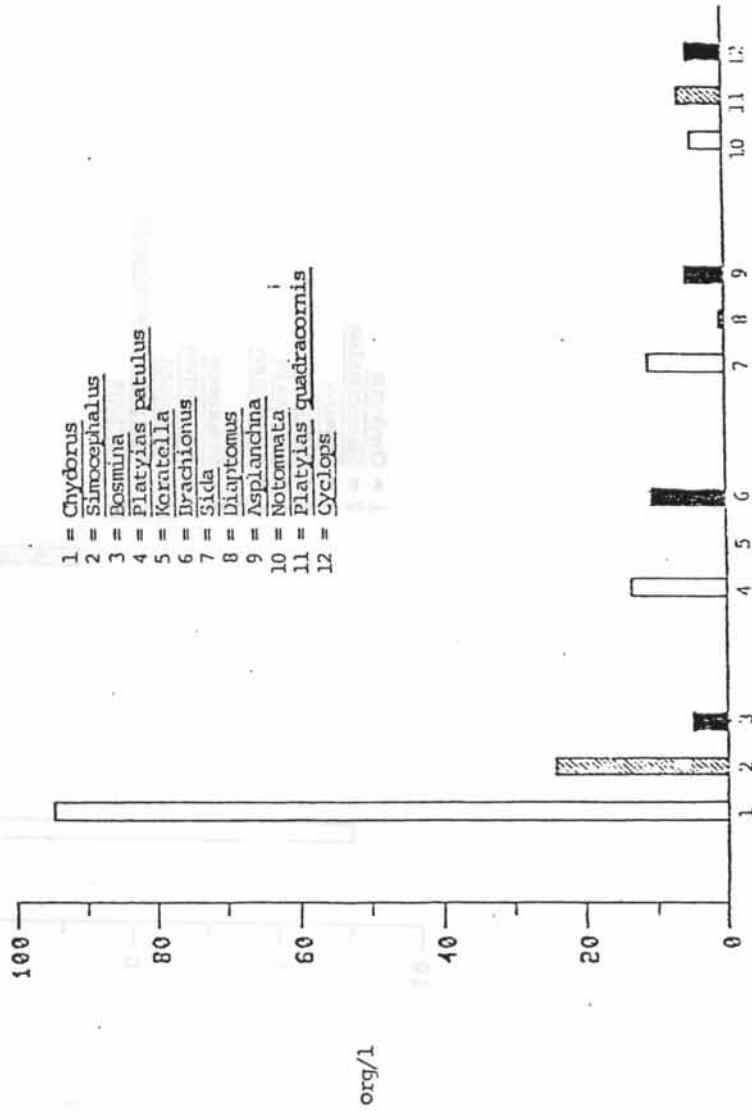 1 = Chydorus
2 = Simocephalus
3 = Bosmina
4 = Platyias patulus
5 = Keratella
6 = Brachionus
7 = Sida
8 = Diaptomus
9 = Asplanchna
10 = Notommata i
11 = Platyias quadracornis
12 = Cyclops
100
80
60
40
20
0
org/l
1 2 3 4 5 6 7 8 9 10 11 12